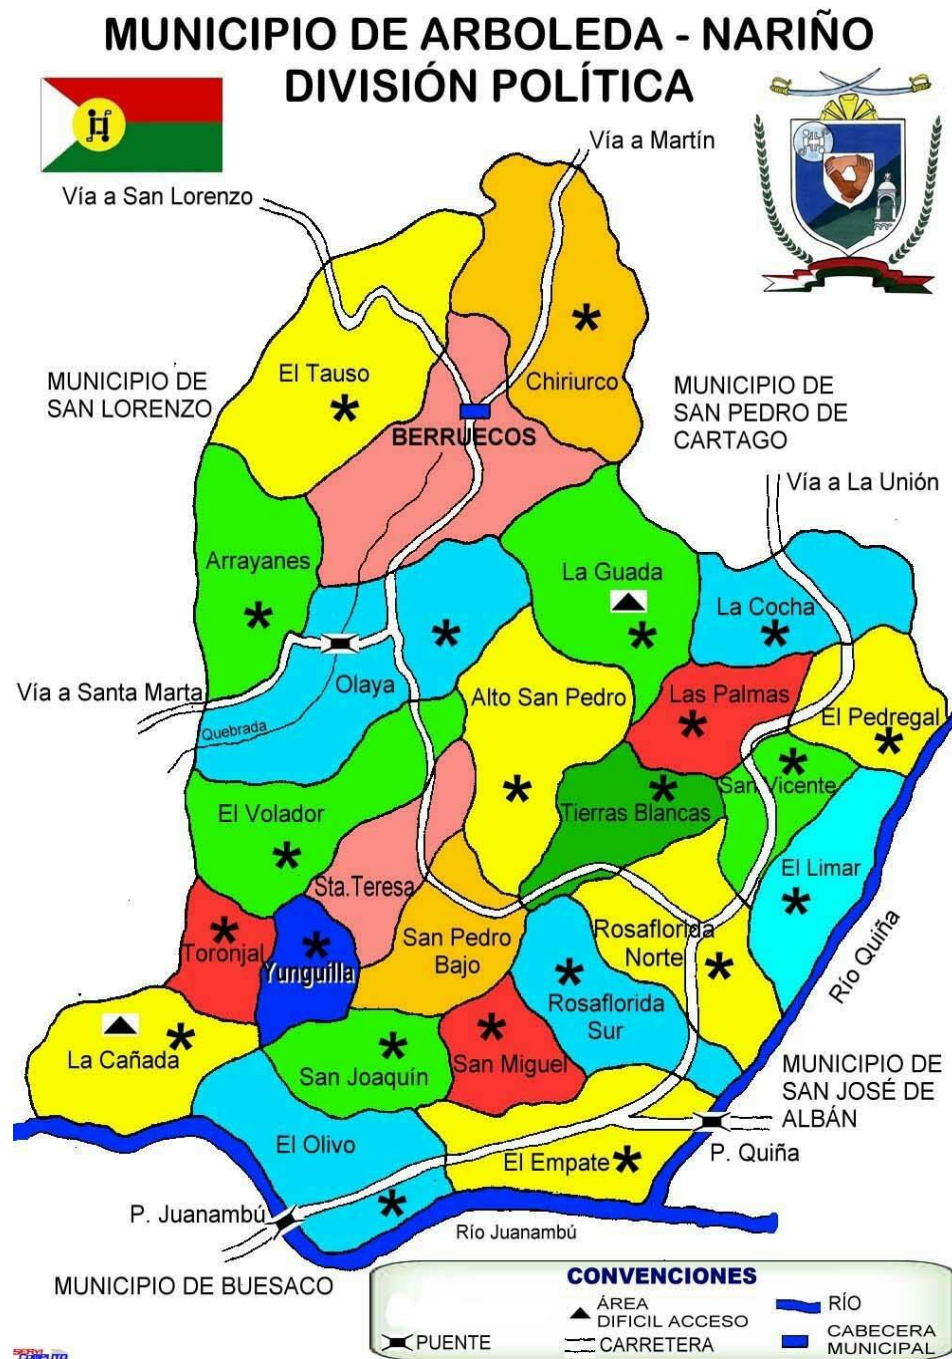 MUNICIPIO DE ARBOLEDA - NARIÑO
DIVISIÓN POLÍTICA
Vía a Martín
Vía a San Lorenzo
El Tauso
Chiriurco
MUNICIPIO DE
SAN LORENZO
MUNICIPIO DE
SAN PEDRO DE
CARTAGO
BERRUECOS
Vía a La Unión
Arrayanes
La Guada
La Cocha
Vía a Santa Marta
Olaya
Alto San Pedro
Las Palmas
El Pedregal
Quebrada
El Volador
Tierras Blancas
San Vicente
Sta.Teresa
El Limar
Toronjal
Yunguilla
San Pedro
Bajo
Rosaflorida
Norte
Río Quiña
Rosaflorida
Sur
La Cañada
San Joaquín
San Miguel
MUNICIPIO DE
SAN JOSÉ DE
ALBÁN
El Olivo
El Empate
P. Quiña
P. Juanambú
Río Juanambú
MUNICIPIO DE BUESACO
CONVENCIONES
ÁREA
DIFICIL ACCESO
RÍO
PUENTE
CARRETERA
CABECERA
MUNICIPAL
SERVI
COMPUTO